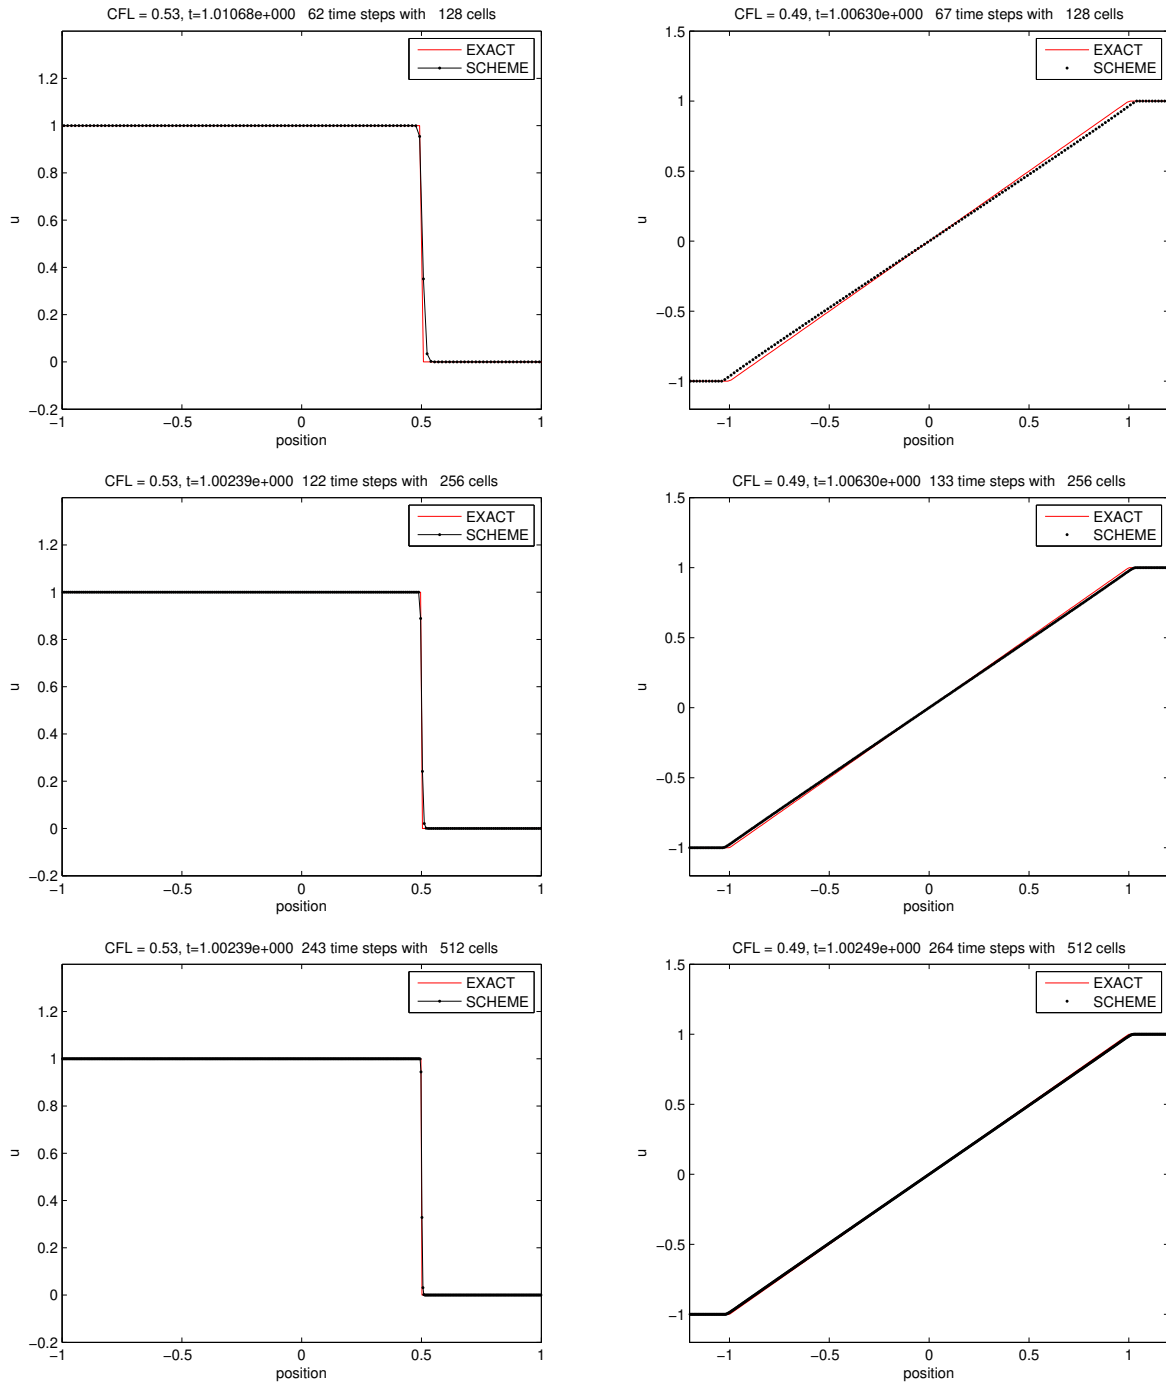 CFL = 0.53, t=1.01068e+000   62 time steps with   128 cells
EXACT
SCHEME
1.2
1
0.8
0.6
0.4
0.2
0
−0.2
u
−1
−0.5
0
0.5
1
position
CFL = 0.49, t=1.00630e+000   67 time steps with   128 cells
EXACT
SCHEME
1.5
1
0.5
0
−0.5
−1
u
−1
−0.5
0
0.5
1
position
CFL = 0.53, t=1.00239e+000  122 time steps with   256 cells
EXACT
SCHEME
1.2
1
0.8
0.6
0.4
0.2
0
−0.2
u
−1
−0.5
0
0.5
1
position
CFL = 0.49, t=1.00630e+000  133 time steps with   256 cells
EXACT
SCHEME
1.5
1
0.5
0
−0.5
−1
u
−1
−0.5
0
0.5
1
position
CFL = 0.53, t=1.00239e+000  243 time steps with   512 cells
EXACT
SCHEME
1.2
1
0.8
0.6
0.4
0.2
0
−0.2
u
−1
−0.5
0
0.5
1
position
CFL = 0.49, t=1.00249e+000  264 time steps with   512 cells
EXACT
SCHEME
1.5
1
0.5
0
−0.5
−1
u
−1
−0.5
0
0.5
1
position